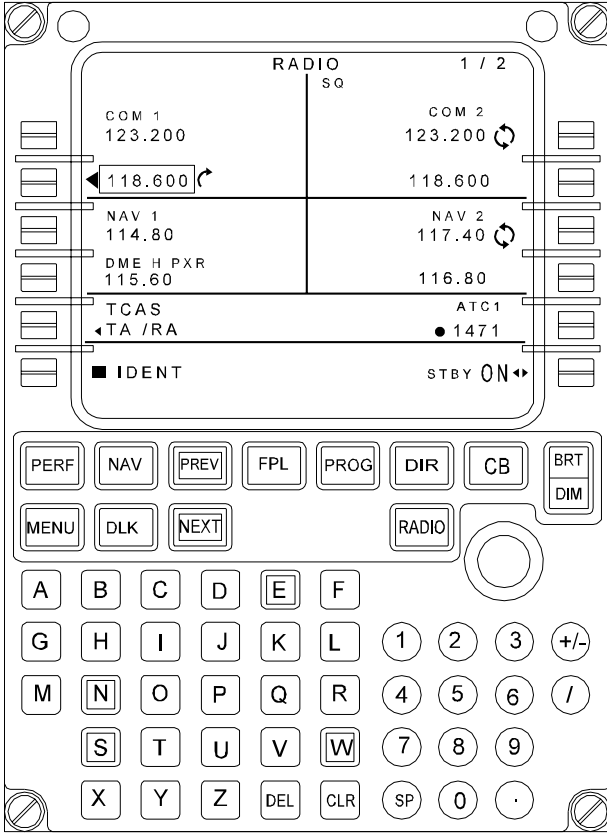 RADIO 1 / 2
SQ
COM 1 COM 2
123.200 123.200
118.600 118.600
NAV 1 NAV 2
114.80 117.40
DME H PXR
115.60 116.80
TCAS ATC1
TA /RA 1471
IDENT STBY ON
PERF NAV PREV FPL PROG DIR CB BRT
DIM
MENU DLK NEXT RADIO
A B C D E F
G H I J K L 1 2 3 +/-
M N O P Q R 4 5 6 /
S T U V W 7 8 9
X Y Z DEL CLR SP 0 .